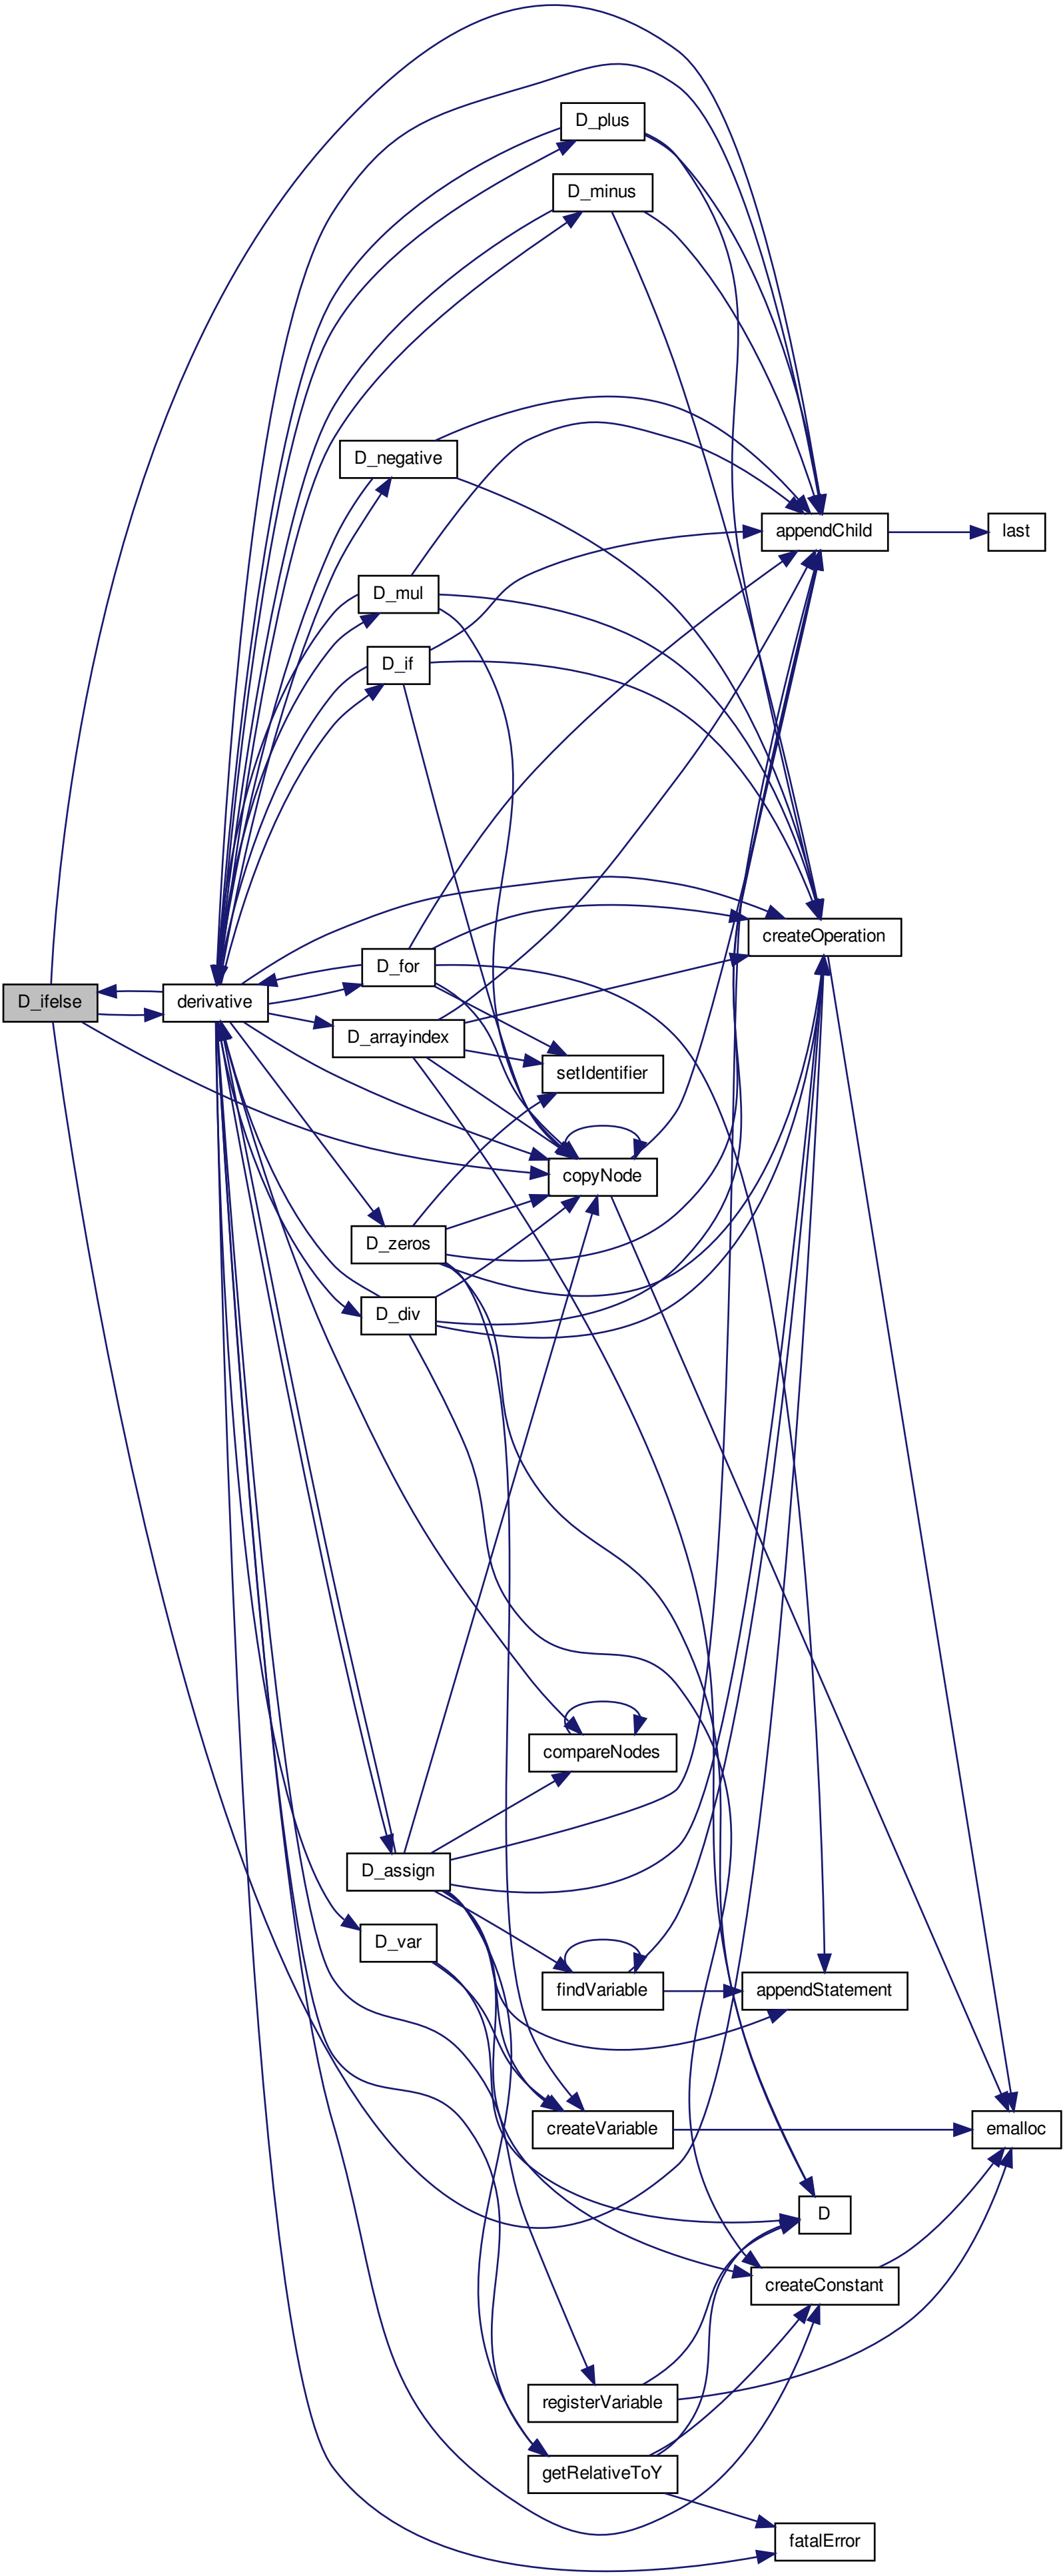 D_plus
D_minus
D_negative
appendChild
last
D_mul
D_if
createOperation
D_for
D_ifelse
derivative
D_arrayindex
setIdentifier
copyNode
D_zeros
D_div
compareNodes
D_assign
D_var
findVariable
appendStatement
createVariable
emalloc
D
createConstant
registerVariable
getRelativeToY
fatalError